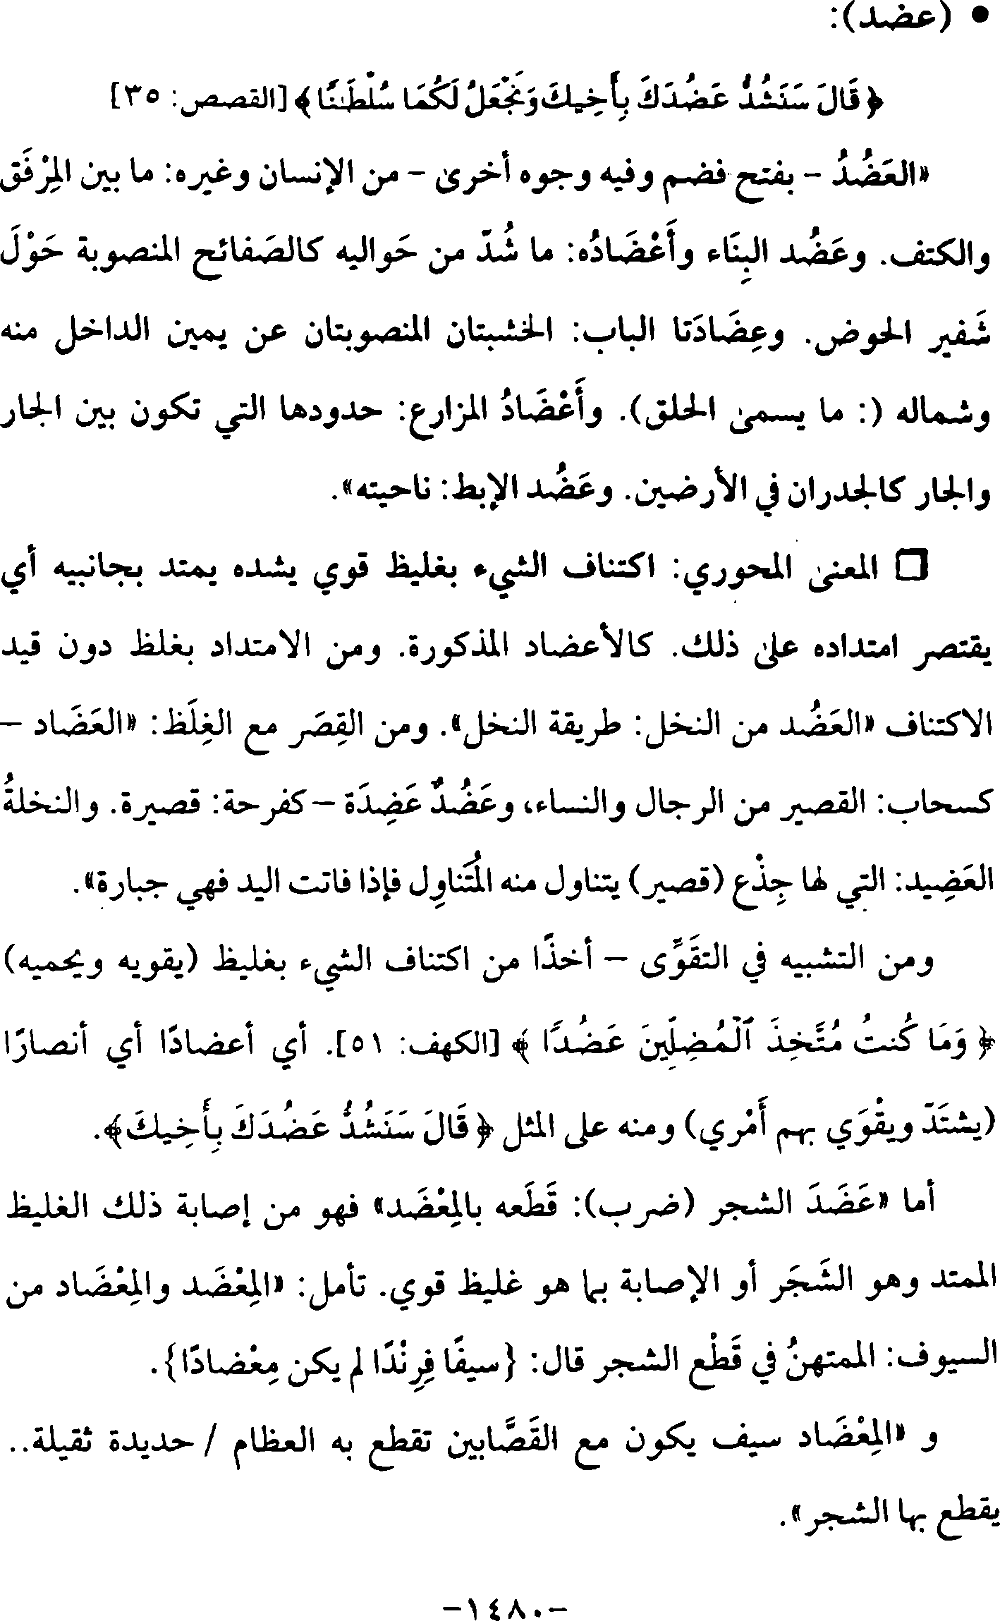 • (عضد):
﴿قَالَ سَنَشُدُّ عَضُدَكَ بِأَخِيكَ وَنَجْعَلُ لَكُمَا سُلْطَٰنًا﴾ [القصص: ٣٥]
«العَضُدُ – بفتح فضم وفيه وجوه أخرى – من الإنسان وغيره: ما بين المِرْفَق
والكتف. وعَضُد البِنَاء وأَعْضَادُه: ما شُدّ من حَواليه كالصَفائح المنصوبة حَوْلَ
شَفير الحوض. وعِضَادَتا الباب: الخشبتان المنصوبتان عن يمين الداخل منه
وشماله (: ما يسمىٰ الحلق). وأَعْضَادُ المزارع: حدودها التي تكون بين الجار
والجار كالجدران في الأرضين. وعَضُد الإبط: ناحيته».
❏ المعنىٰ المحوري: اكتناف الشيء بغليظ قوي يشده يمتد بجانبيه أي
يقتصر امتداده علىٰ ذلك. كالأعضاد المذكورة. ومن الامتداد بغلظ دون قيد
الاكتناف «العَضُد من النخل: طريقة النخل». ومن القِصَر مع الغِلَظ: «العَضَاد –
كسحاب: القصير من الرجال والنساء، وعَضُدٌ عَضِدَة – كفرحة: قصيرة. والنخلةُ
العَضِيد: التي لها جِذْع (قصير) يتناول منه المُتَناوِل فإذا فاتت اليد فهي جبارة».
ومن التشبيه في التقَوِّى – أخذًا من اكتناف الشيء بغليظ (يقويه ويحميه)
﴿وَمَا كُنتُ مُتَّخِذَ ٱلْمُضِلِّينَ عَضُدًا﴾ [الكهف: ٥١]. أي أعضادًا أي أنصارًا
(يشتَدّ ويقْوَي بهم أَمْري) ومنه على المثل ﴿قَالَ سَنَشُدُّ عَضُدَكَ بِأَخِيكَ﴾.
أما «عَضَدَ الشجر (ضرب): قَطَعه بالمِعْضَد» فهو من إصابة ذلك الغليظ
الممتد وهو الشَجَر أو الإصابة بما هو غليظ قوي. تأمل: «المِعْضَد والمِعْضَاد من
السيوف: الممتهنُ في قَطْع الشجر قال: {سيفًا فِرِنْدًا لم يكن مِعْضادًا}.
و «المِعْضَاد سيف يكون مع القَصَّابين تقطع به العظام / حديدة ثقيلة..
يقطع بها الشجر».
–١٤٨٠–